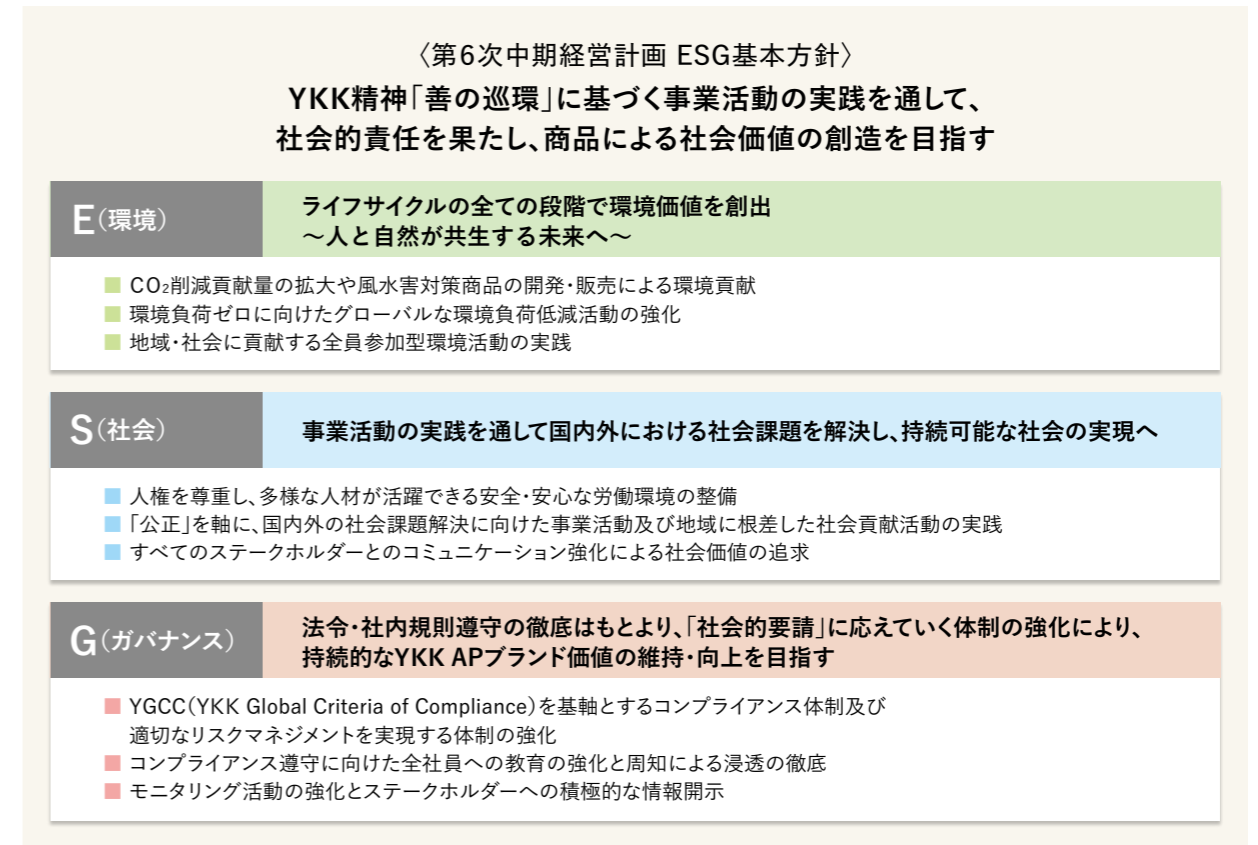 〈第6次中期経営計画 ESG基本方針〉
YKK精神「善の巡環」に基づく事業活動の実践を通して、
社会的責任を果たし、商品による社会価値の創造を目指す
E(環境)
ライフサイクルの全ての段階で環境価値を創出
～人と自然が共生する未来へ～
■ CO₂削減貢献量の拡大や風水害対策商品の開発・販売による環境貢献
■ 環境負荷ゼロに向けたグローバルな環境負荷低減活動の強化
■ 地域・社会に貢献する全員参加型環境活動の実践
S(社会)
事業活動の実践を通して国内外における社会課題を解決し、持続可能な社会の実現へ
■ 人権を尊重し、多様な人材が活躍できる安全・安心な労働環境の整備
■ 「公正」を軸に、国内外の社会課題解決に向けた事業活動及び地域に根差した社会貢献活動の実践
■ すべてのステークホルダーとのコミュニケーション強化による社会価値の追求
G(ガバナンス)
法令・社内規則遵守の徹底はもとより、「社会的要請」に応えていく体制の強化により、
持続的なYKK APブランド価値の維持・向上を目指す
■ YGCC(YKK Global Criteria of Compliance)を基軸とするコンプライアンス体制及び
適切なリスクマネジメントを実現する体制の強化
■ コンプライアンス遵守に向けた全社員への教育の強化と周知による浸透の徹底
■ モニタリング活動の強化とステークホルダーへの積極的な情報開示